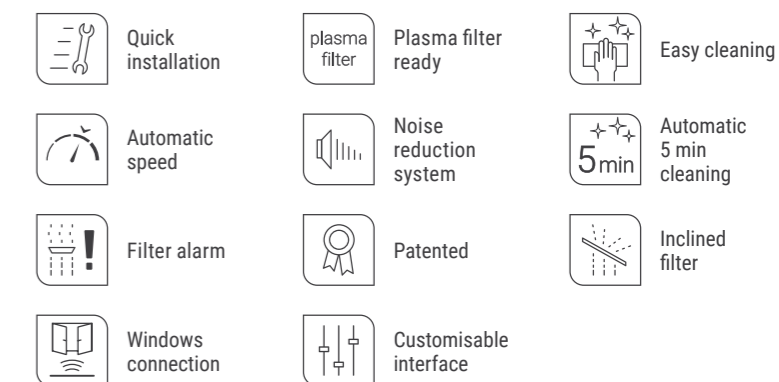 Quick
installation
plasma
filter
Plasma filter
ready
Easy cleaning
Automatic
speed
Noise
reduction
system
5min
Automatic
5 min
cleaning
Filter alarm
!
Patented
Inclined
filter
Windows
connection
Customisable
interface